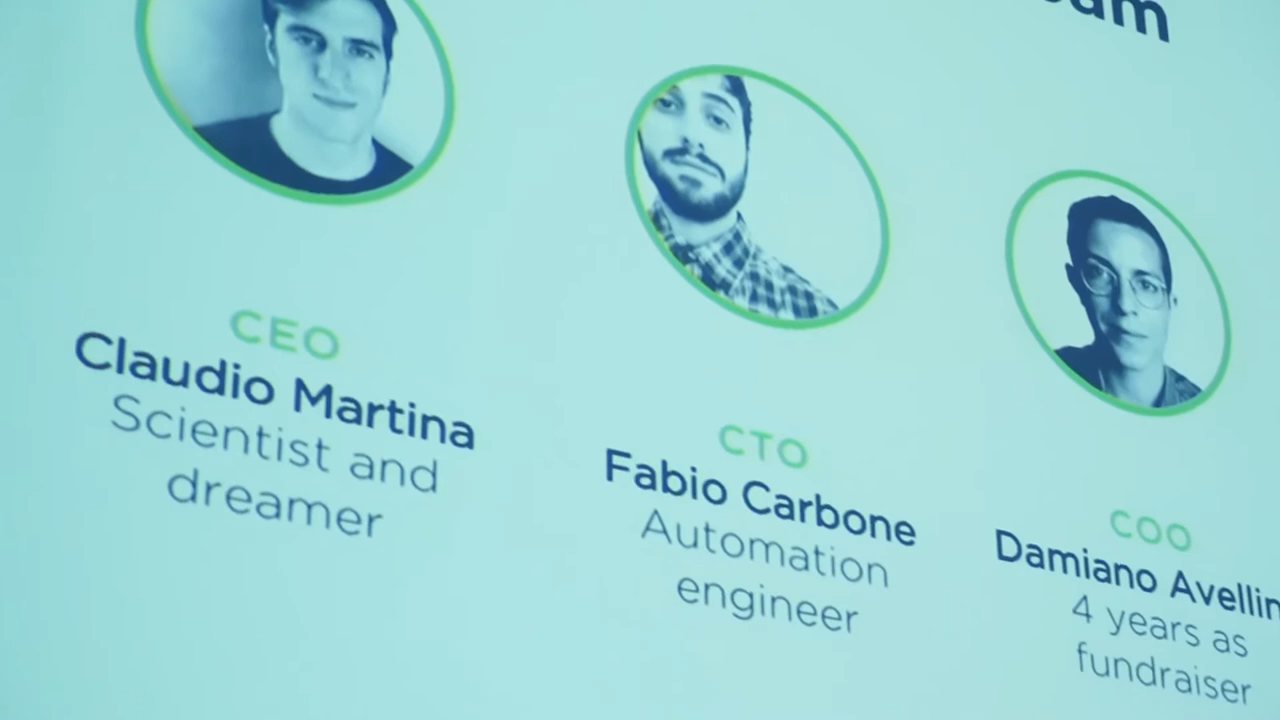 CEO
Claudio Martina
Scientist and
dreamer
CTO
Fabio Carbone
Automation
engineer
COO
Damiano Avellin
4 years as
fundraiser